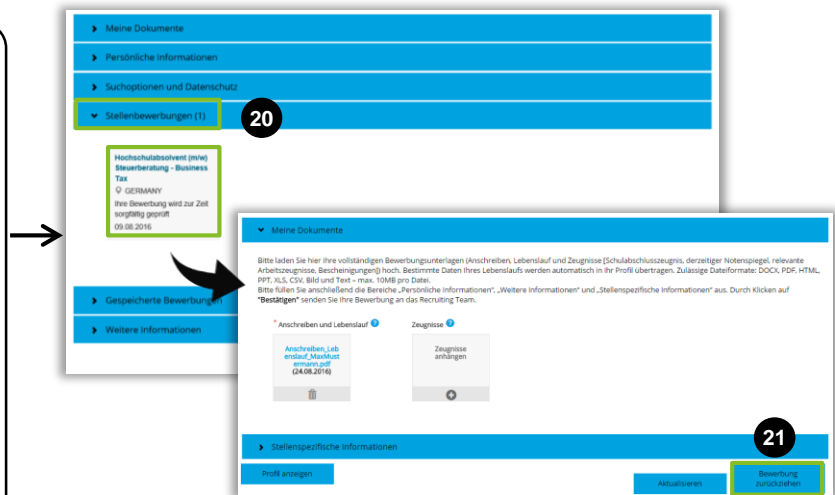 Meine Dokumente
Persönliche Informationen
Suchoptionen und Datenschutz
Stellenbewerbungen (1)
20
Hochschulabsolvent (m/w)
Steuerberatung - Business
Tax
GERMANY
Ihre Bewerbung wird zur Zeit
sorgfältig geprüft
09.08.2016
Gespeicherte Bewerbungen
Weitere Informationen
Meine Dokumente
Bitte laden Sie hier Ihre vollständigen Bewerbungsunterlagen (Anschreiben, Lebenslauf und Zeugnisse [Schulabschlusszeugnis, derzeitiger Notenspiegel, relevante
Arbeitszeugnisse, Bescheinigungen]) hoch. Bestimmte Daten Ihres Lebenslaufs werden automatisch in Ihr Profil übertragen. Zulässige Dateiformate: DOCX, PDF, HTML,
PPT, XLS, CSV, Bild und Text – max. 10MB pro Datei.
Bitte füllen Sie anschließend die Bereiche „Persönliche Informationen“, „Weitere Informationen“ und „Stellenspezifische Informationen“ aus. Durch Klicken auf
"Bestätigen" senden Sie Ihre Bewerbung an das Recruiting Team.
* Anschreiben und Lebenslauf ?
Zeugnisse ?
Anschreiben_Leb
enslauf_MaxMust
ermann.pdf
(24.08.2016)
Zeugnisse
anhängen
Stellenspezifische Informationen
21
Profil anzeigen
Aktualisieren
Bewerbung
zurückziehen